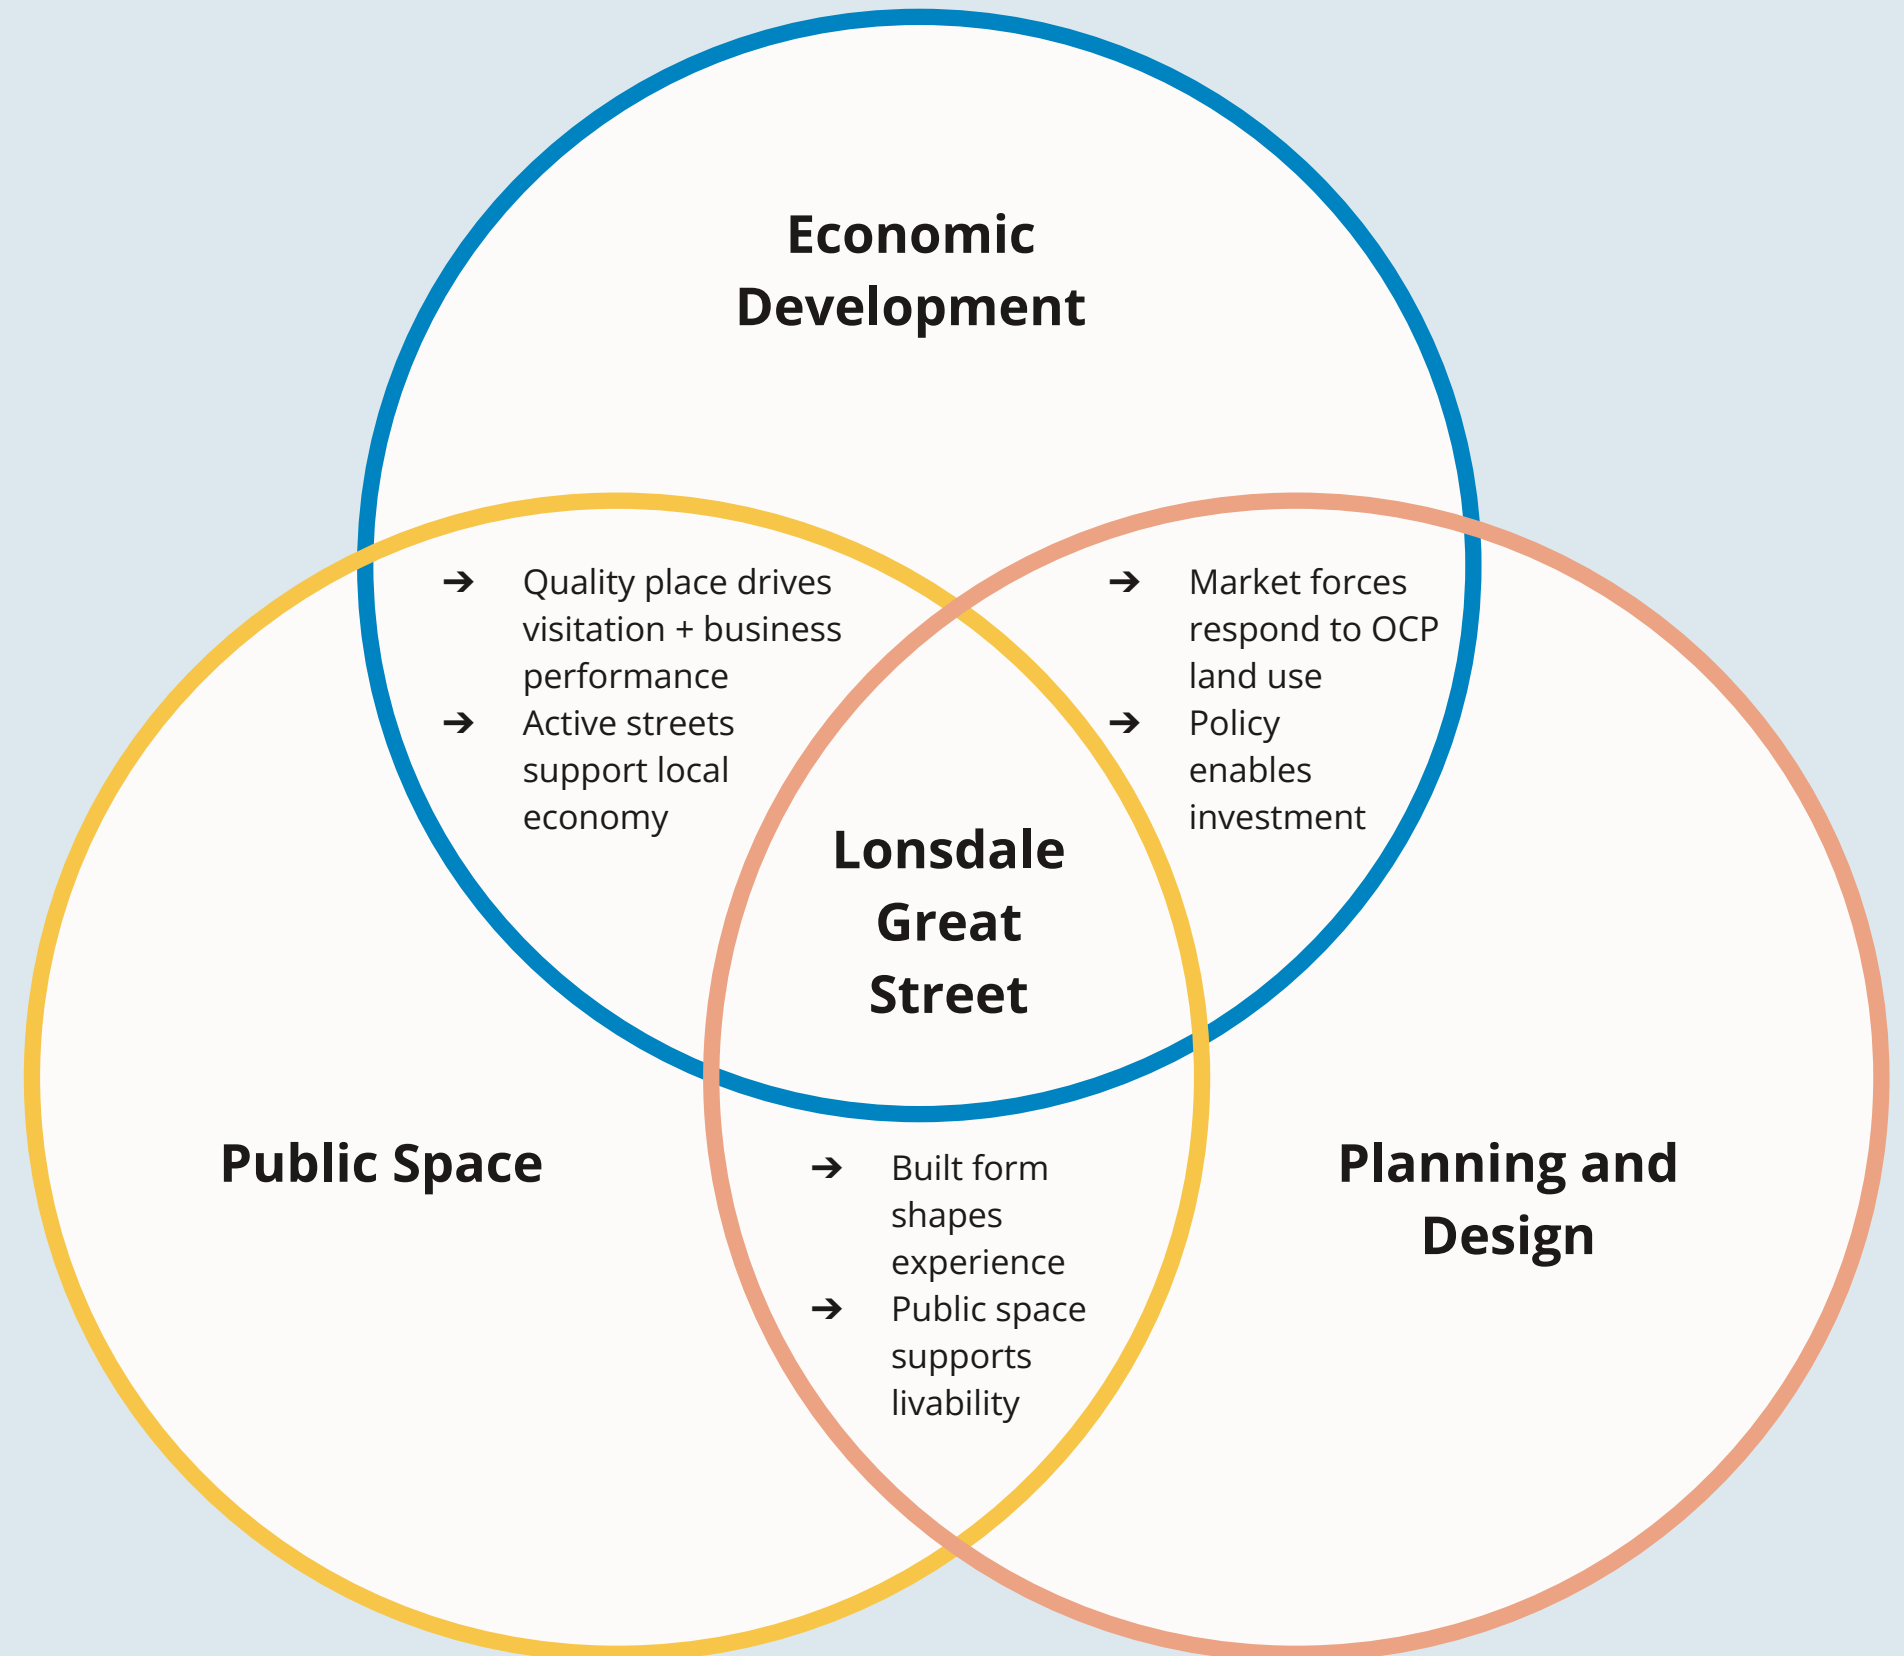 Economic
Development
➔ Quality place drives
visitation + business
performance
➔ Active streets
support local
economy
➔ Market forces
respond to OCP
land use
➔ Policy
enables
investment
Lonsdale
Great
Street
Public Space
➔ Built form
shapes
experience
➔ Public space
supports
livability
Planning and
Design